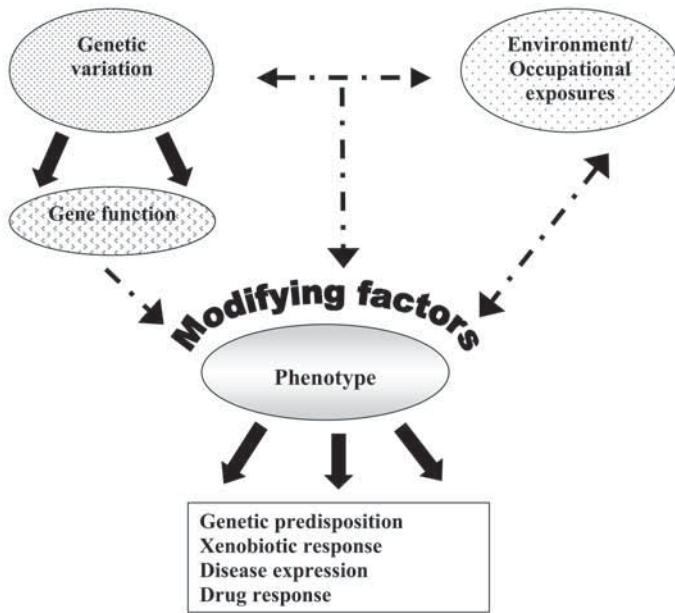 Genetic
variation
Environment/
Occupational
exposures
Gene function
Modifying factors
Phenotype
Genetic predisposition
Xenobiotic response
Disease expression
Drug response